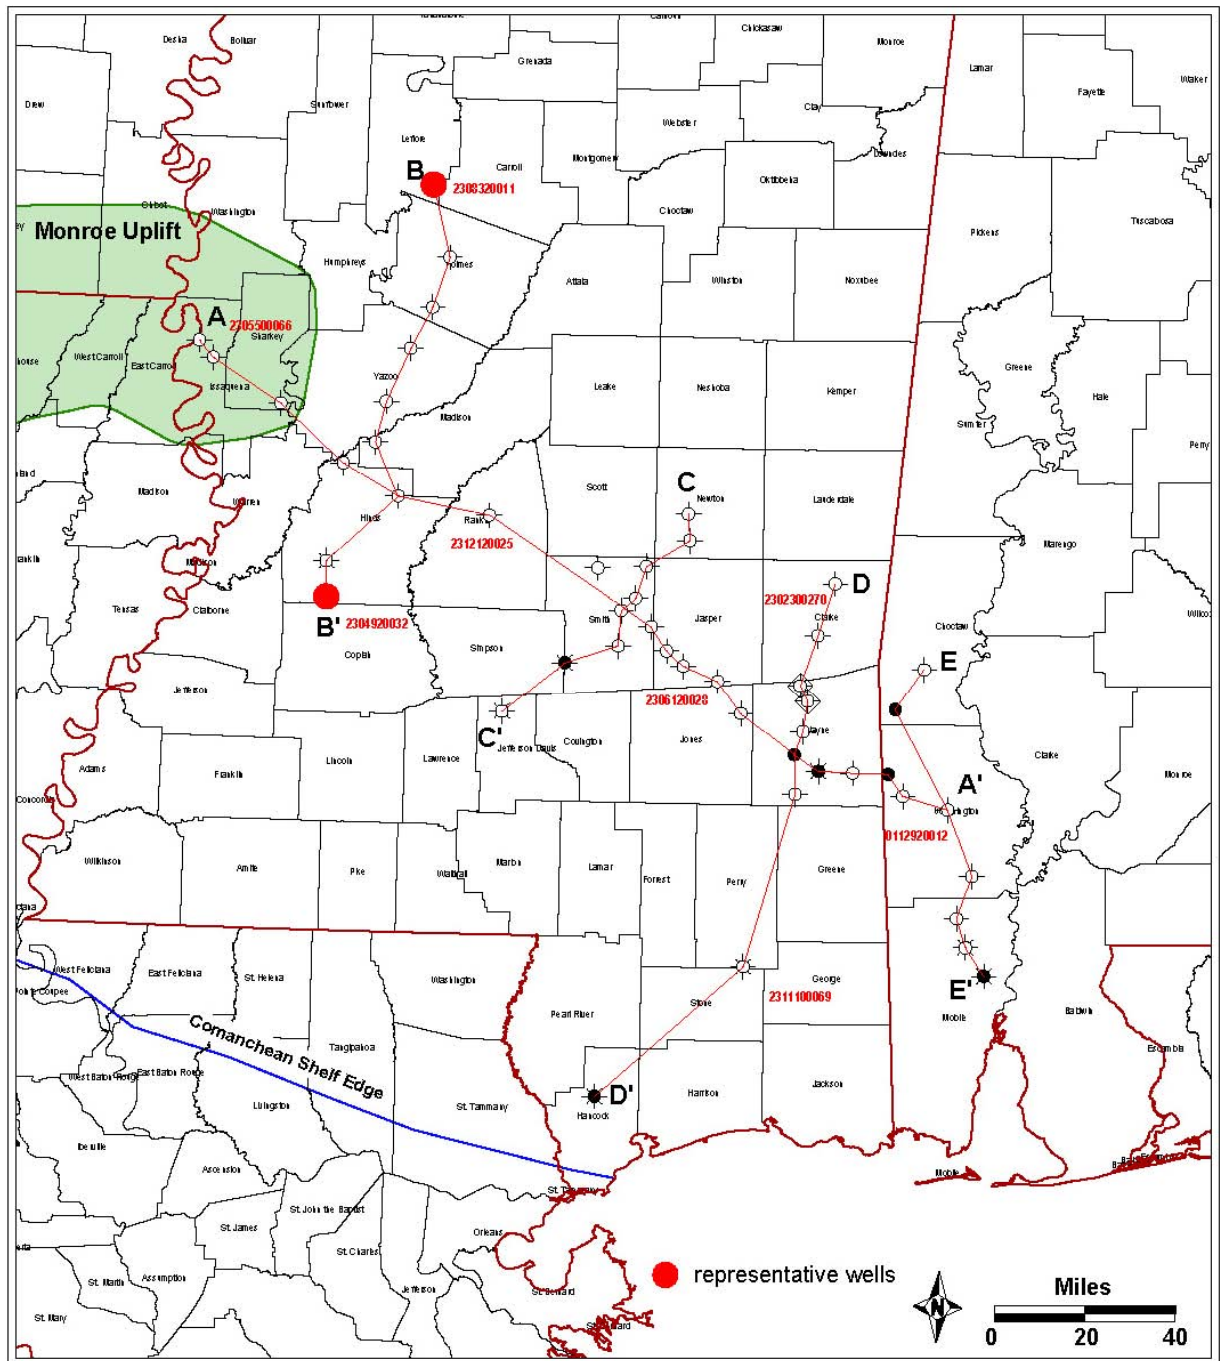 Desha
Bolivar
Chickasaw
Monroe
Grenada
Lamar
Fayette
Drew
Sunflower
Clay
Webster
Leflore
Carroll
Montgomery
Lowndes
Oktibbeha
B
2308320011
Choctaw
Washington
Tuscaloosa
Monroe Uplift
Pickens
Humphreys
Holmes
Attala
Winston
Noxubee
A
2305500066
Sharkey
West Carroll
East Carroll
Issaquena
Yazoo
Leake
Neshoba
Kemper
Greene
Hale
Madison
Sumter
Perry
Scott
C
Newton
Lauderdale
Madison
Warren
Hinds
Rankin
2312120025
Marengo
Madison
2302300270
D
Tensas
Claiborne
Smith
Jasper
Clarke
Choctaw
B'
2304920032
Copiah
Simpson
E
Jefferson
2306120028
C'
Jefferson Davis
Covington
Jones
Wayne
Clarke
Adams
Franklin
Lincoln
Lawrence
Monroe
Concordia
A'
Washington
0112920012
Wilkinson
Amite
Pike
Walthall
Marion
Lamar
Forrest
Perry
Greene
West Feliciana
East Feliciana
St. Helena
Washington
George
E'
Pointe Coupee
Stone
2311100069
Pearl River
Mobile
Baldwin
Comanchean Shelf Edge
Tangipahoa
Escambia
West Baton Rouge
East Baton Rouge
Livingston
St. Tammany
D'
Hancock
Harrison
Jackson
Iberville
Ascension
Mobile
St. Tammany
St. James
St. John the Baptist
Orleans
St. Charles
St. Martin
Assumption
Jefferson
St. Bernard
representative wells
Miles
St. Mary
St. Bernard
N
0 20 40